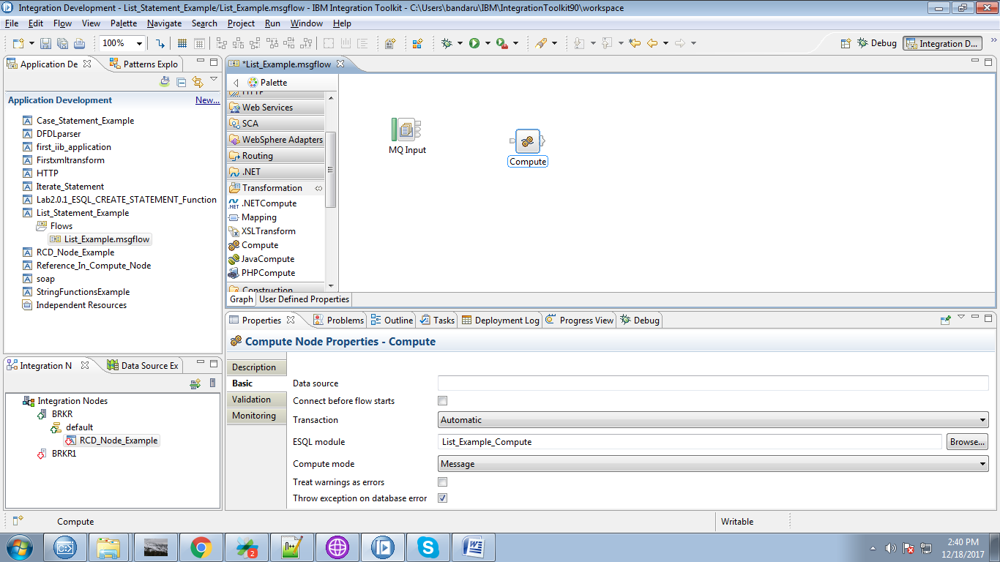 Integration Development - List_Statement_Example/List_Example.msgflow - IBM Integration Toolkit - C:\Users\bandaru\IBM\IntegrationToolkit90\workspace
File Edit Flow View Palette Navigate Search Project Run Window Help
100% Debug Integration D... »
Application De Patterns Explo
Application Development New...
Case_Statement_Example
DFDLparser
first_iib_application
Firstxmltransform
HTTP
Iterate_Statement
Lab2.0.1_ESQL_CREATE_STATEMENT_Function
List_Statement_Example
Flows
List_Example.msgflow
RCD_Node_Example
Reference_In_Compute_Node
soap
StringFunctionsExample
Independent Resources
Integration N Data Source Ex
Integration Nodes
BRKR
default
RCD_Node_Example
BRKR1
*List_Example.msgflow
Palette
HTTP
Web Services
SCA
WebSphere Adapters
Routing
.NET
Transformation
.NETCompute
Mapping
XSLTransform
Compute
JavaCompute
PHPCompute
Construction
MQ Input
Compute
Graph User Defined Properties
Properties Problems Outline Tasks Deployment Log Progress View Debug
Compute Node Properties - Compute
Description
Basic
Validation
Monitoring
Data source
Connect before flow starts
Transaction Automatic
ESQL module List_Example_Compute Browse...
Compute mode Message
Treat warnings as errors
Throw exception on database error
Compute Writable
2
2:40 PM
12/18/2017